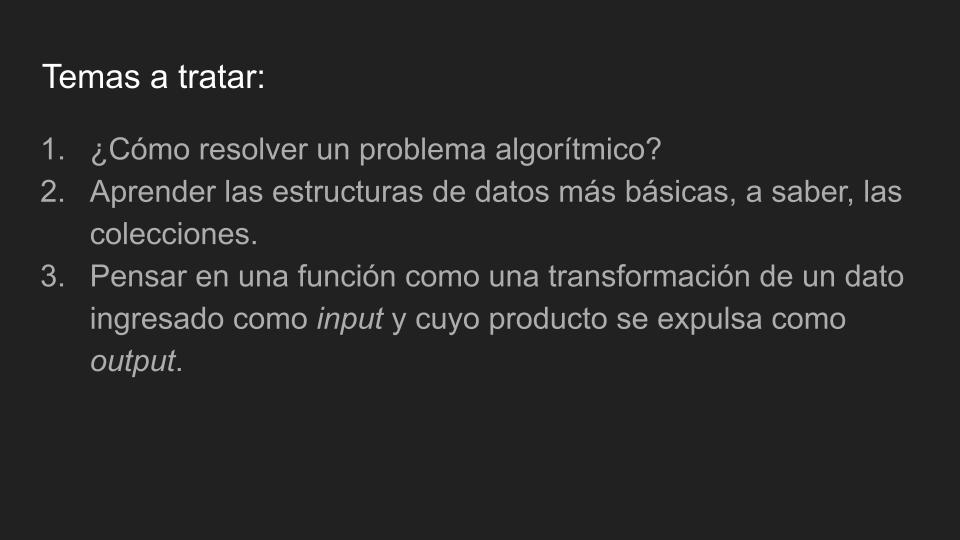 Temas a tratar:
1. ¿Cómo resolver un problema algorítmico?
2. Aprender las estructuras de datos más básicas, a saber, las
colecciones.
3. Pensar en una función como una transformación de un dato
ingresado como input y cuyo producto se expulsa como
output.